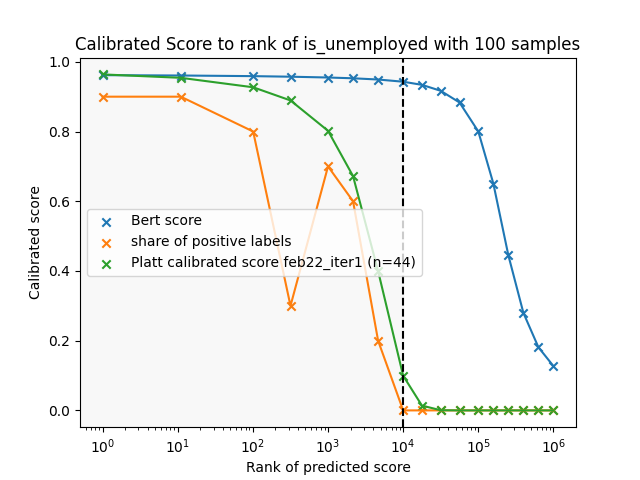 Calibrated Score to rank of is_unemployed with 100 samples
1.0
0.8
0.6
0.4
0.2
0.0
Calibrated score
Bert score
share of positive labels
Platt calibrated score feb22_iter1 (n=44)
10⁰ 10¹ 10² 10³ 10⁴ 10⁵ 10⁶
Rank of predicted score